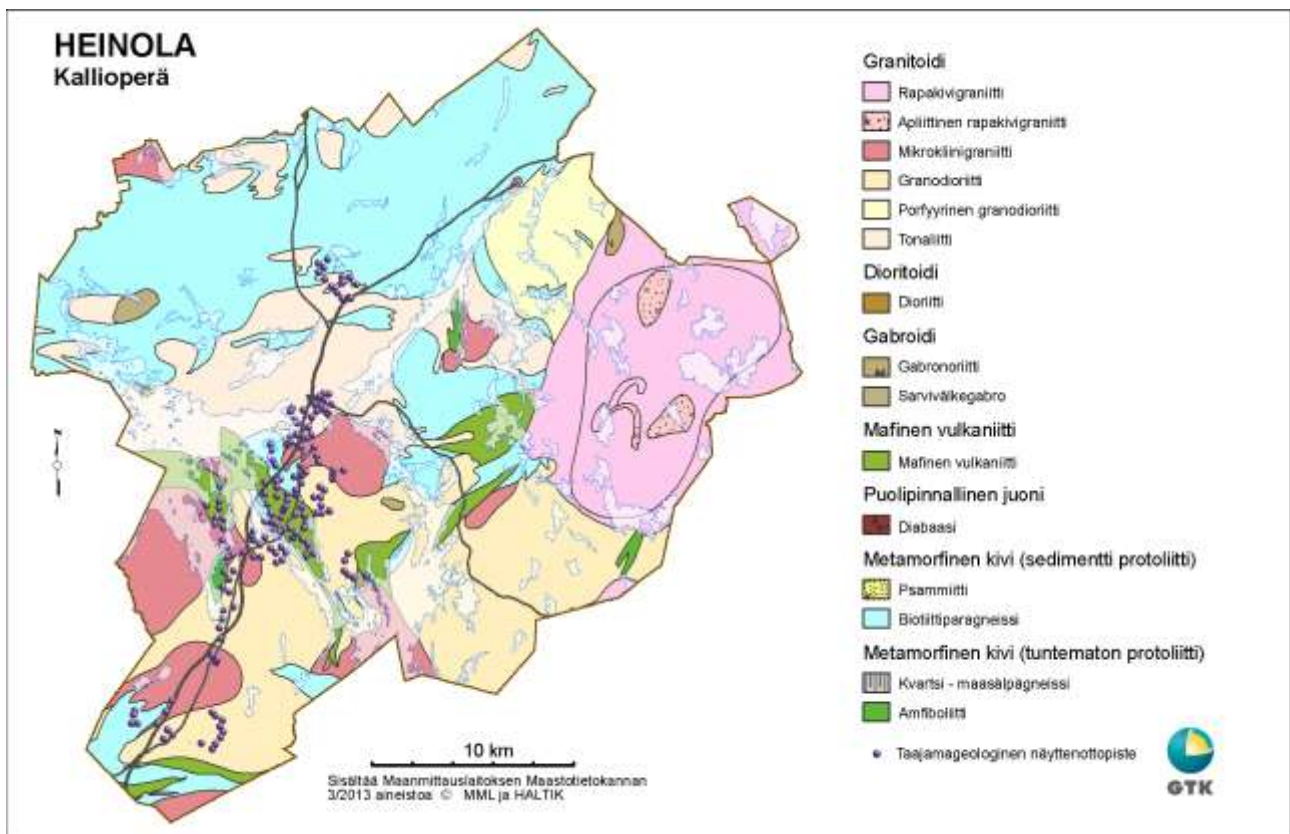 HEINOLA
Kallioperä
Granitoidi
Rapakivigraniitti
Apliittinen rapakivigraniitti
Mikrokliinigraniitti
Granodioriitti
Porfyyrinen granodioriitti
Tonaliitti
Dioritoidi
Dioriitti
Gabroidi
Gabronoriitti
Sarvivälkegabro
Mafinen vulkaniitti
Mafinen vulkaniitti
Puolipinnallinen juoni
Diabaasi
Metamorfinen kivi (sedimentti protoliitti)
Psammiitti
Biotiittiparagneissi
Metamorfinen kivi (tuntematon protoliitti)
Kvartsi - maasälpägneissi
Amfiboliitti
Taajamageologinen näytteenottopiste
10 km
Sisältää Maanmittauslaitoksen Maastotietokannan
3/2013 aineistoa © MML ja HALTIK
GTK